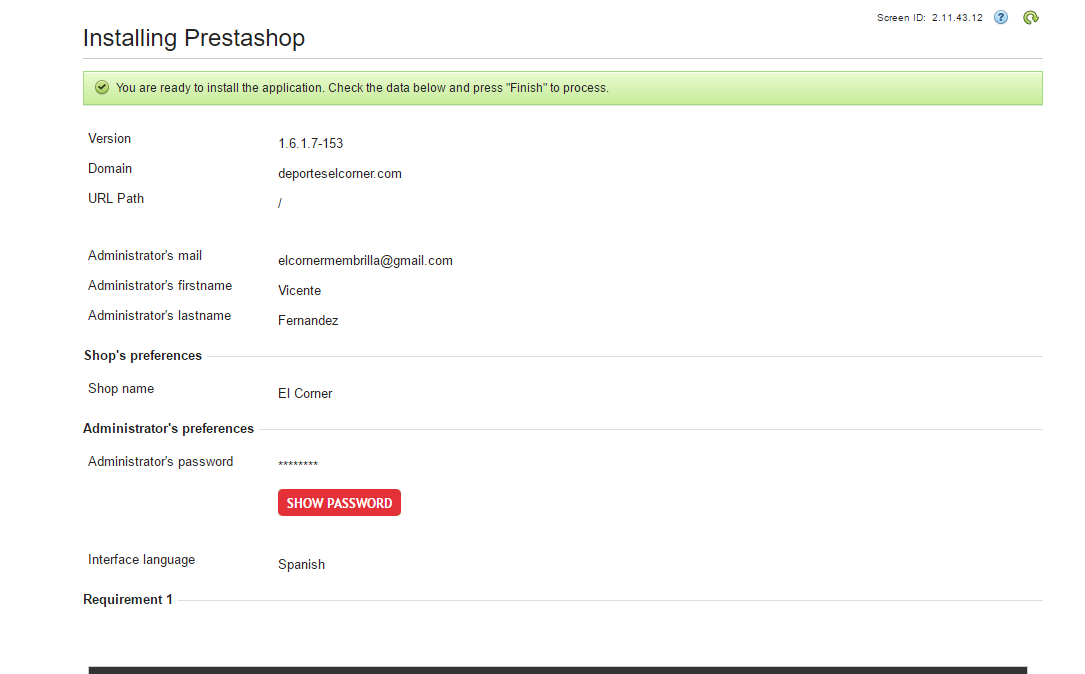 Screen ID: 2.11.43.12
Installing Prestashop
You are ready to install the application. Check the data below and press "Finish" to process.
Version 1.6.1.7-153
Domain deporteselcorner.com
URL Path /
Administrator's mail elcornermembrilla@gmail.com
Administrator's firstname Vicente
Administrator's lastname Fernandez
Shop's preferences
Shop name El Corner
Administrator's preferences
Administrator's password ********
SHOW PASSWORD
Interface language Spanish
Requirement 1